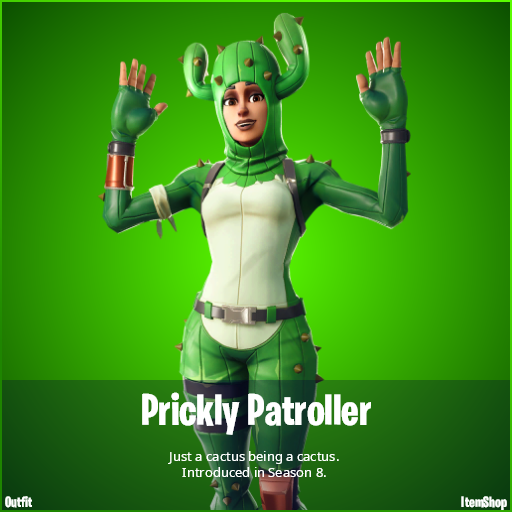 Prickly Patroller
Just a cactus being a cactus.
Introduced in Season 8.
Outfit
ItemShop